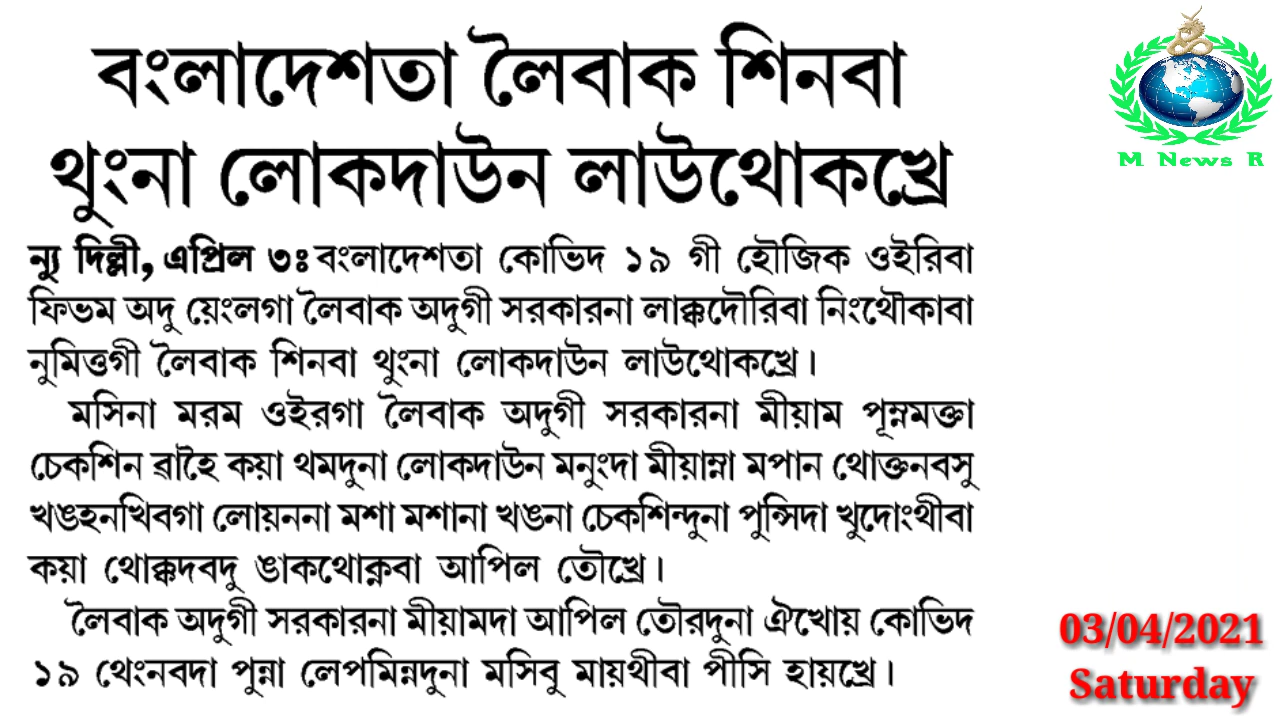 বংলাদেশতা লৈবাক শিনবা
থুংনা লোকদাউন লাউথোকখ্রে
ন্যু দিল্লী, এপ্রিল ৩ঃ বংলাদেশতা কোভিদ ১৯ গী হৌজিক ওইরিবা
ফিভম অদু য়েংলগা লৈবাক অদুগী সরকারনা লাক্কদৌরিবা নিংথৌকাবা
নুমিত্তগী লৈবাক শিনবা থুংনা লোকদাউন লাউথোকখ্রে।
মসিনা মরম ওইরগা লৈবাক অদুগী সরকারনা মীয়াম পূম্নমক্তা
চেকশিন ৱাহৈ কয়া থমদুনা লোকদাউন মনুংদা মীয়াম্না মপান থোক্তনবসু
খঙহনখিবগা লোয়ননা মশা মশানা খঙনা চেকশিন্দুনা পুন্সিদা খুদোংথীবা
কয়া থোক্কদবদু ঙাকথোক্নবা আপিল তৌখ্রে।
লৈবাক অদুগী সরকারনা মীয়ামদা আপিল তৌরদুনা ঐখোয় কোভিদ
১৯ থেংনবদা পুন্না লেপমিন্নদুনা মসিবু মায়থীবা পীসি হায়খ্রে।
M News R
03/04/2021
Saturday